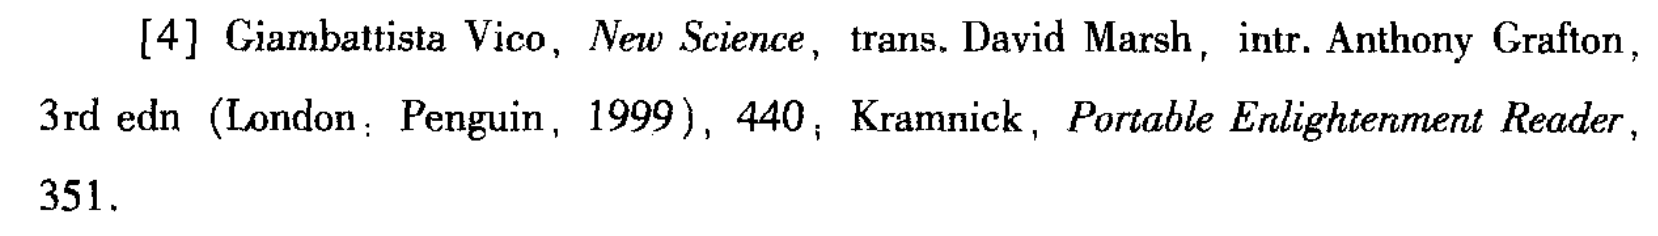 [4] Giambattista Vico, New Science, trans. David Marsh, intr. Anthony Grafton,
3rd edn (London: Penguin, 1999), 440; Kramnick, Portable Enlightenment Reader,
351.